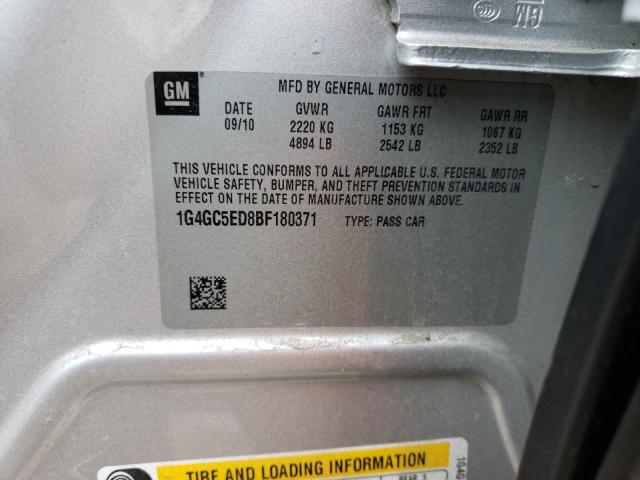 GM
GM
MFD BY GENERAL MOTORS LLC
DATE GVWR GAWR FRT GAWR RR
09/10 2220 KG 1153 KG 1067 KG
4894 LB 2542 LB 2352 LB
THIS VEHICLE CONFORMS TO ALL APPLICABLE U.S. FEDERAL MOTOR
VEHICLE SAFETY, BUMPER, AND THEFT PREVENTION STANDARDS IN
EFFECT ON THE DATE OF MANUFACTURE SHOWN ABOVE.
1G4GC5ED8BF180371 TYPE: PASS CAR
TIRE AND LOADING INFORMATION
1G4G